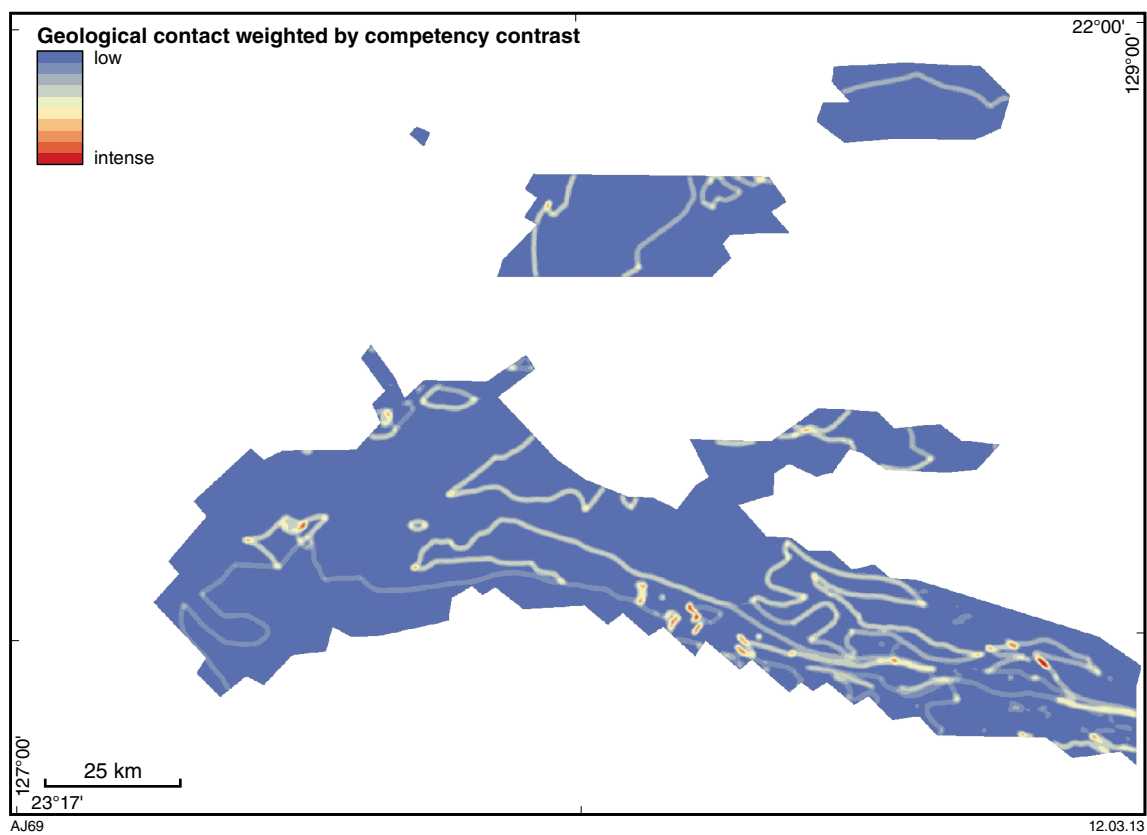 Geological contact weighted by competency contrast
low
intense
22°00'
129°00'
127°00'
25 km
23°17'
AJ69
12.03.13